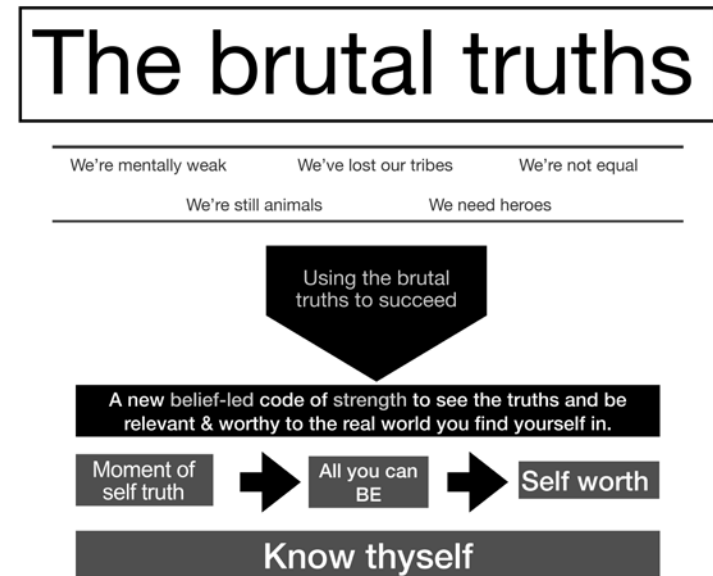 The brutal truths
We're mentally weak We've lost our tribes We're not equal
We're still animals We need heroes
Using the brutal
truths to succeed
A new belief-led code of strength to see the truths and be
relevant & worthy to the real world you find yourself in.
Moment of
self truth
All you can
BE
Self worth
Know thyself